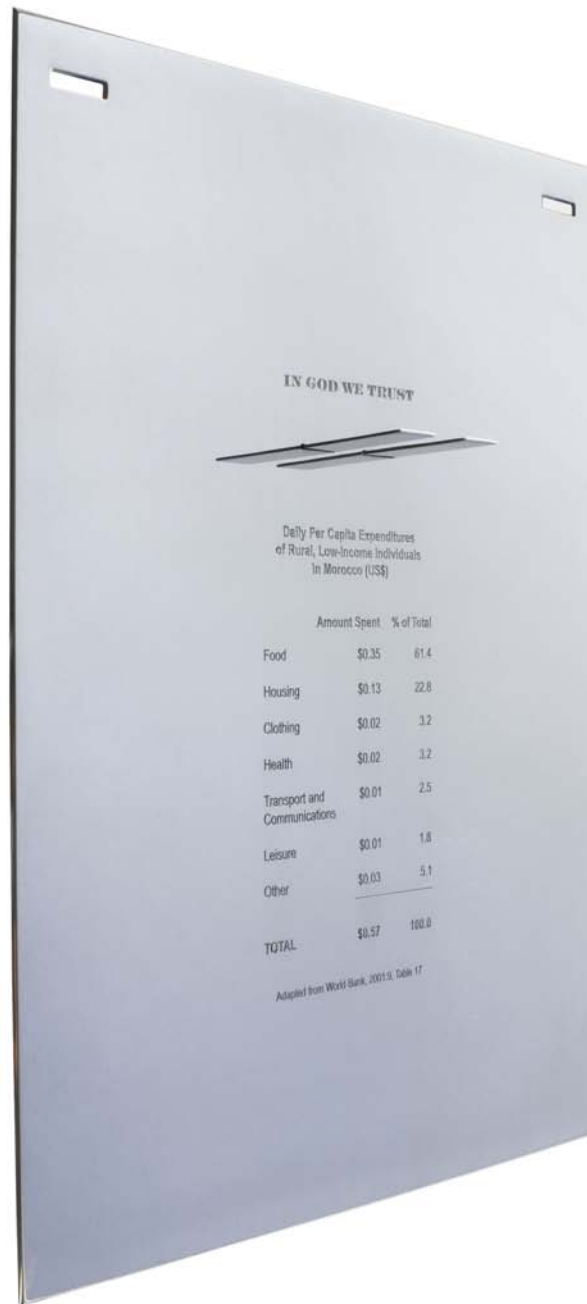 IN GOD WE TRUST
Daily Per Capita Expenditures
of Rural, Low-Income Individuals
in Morocco (US$)
Amount Spent % of Total
Food $0.35 61.4
Housing $0.13 22.8
Clothing $0.02 3.2
Health $0.02 3.2
Transport and $0.01 2.5
Communications
Leisure $0.01 1.8
Other $0.03 5.1
TOTAL $0.57 100.0
Adapted from World Bank, 2001:9, Table 17